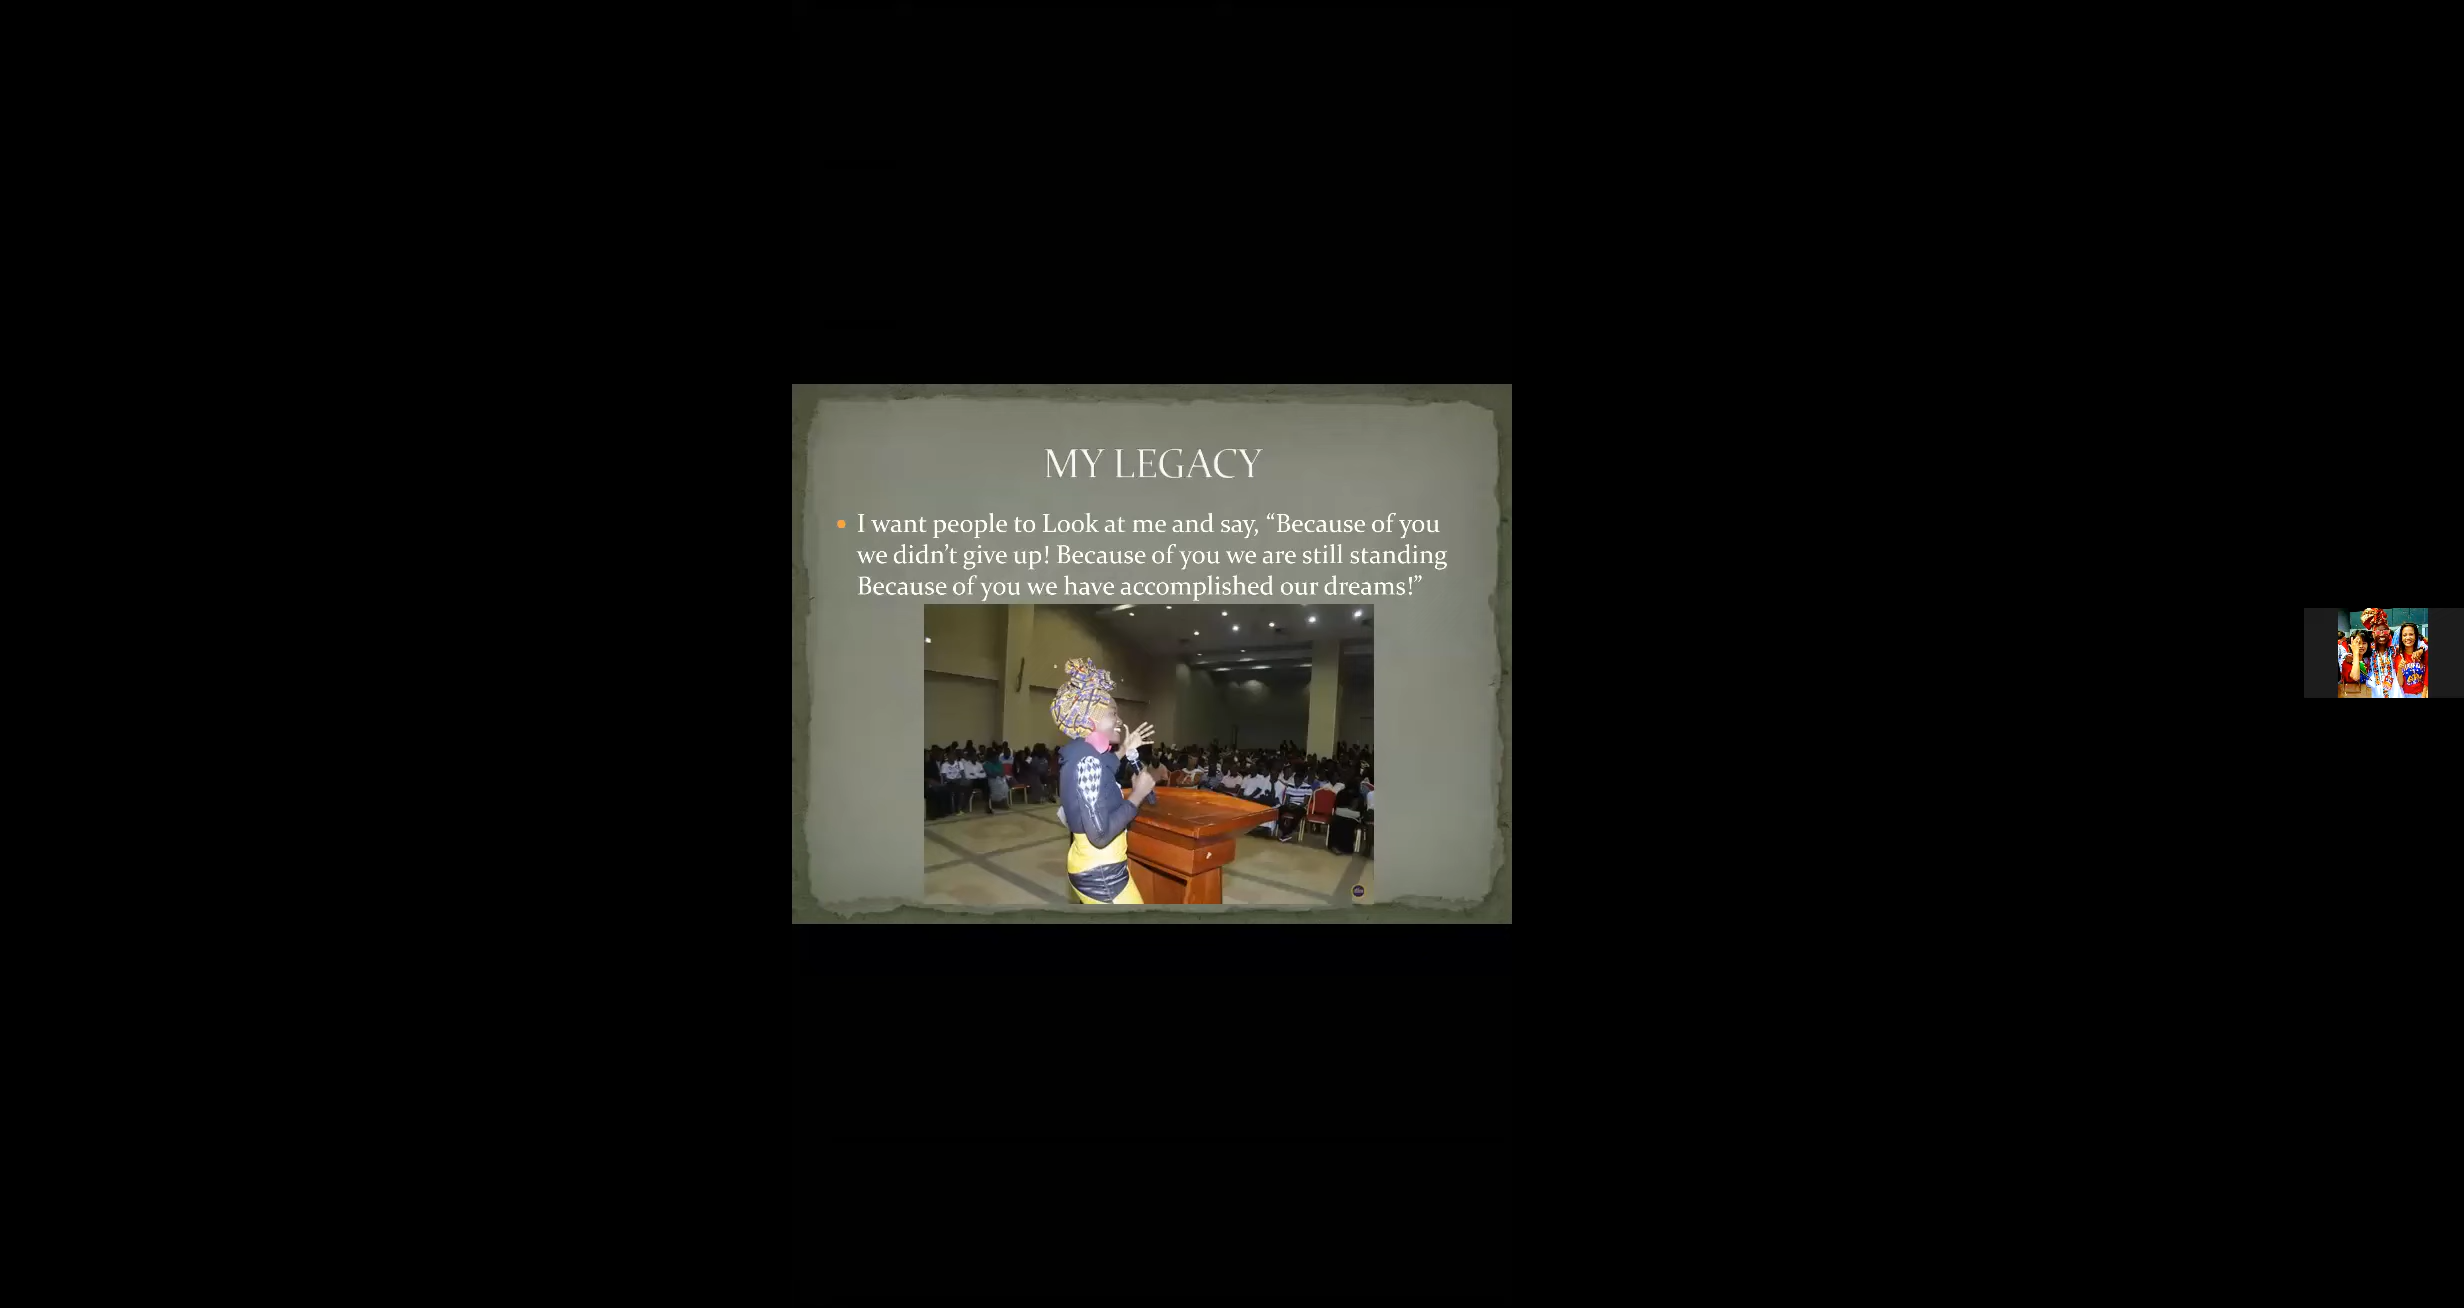 MY LEGACY
I want people to Look at me and say, “Because of you
we didn’t give up! Because of you we are still standing
Because of you we have accomplished our dreams!”